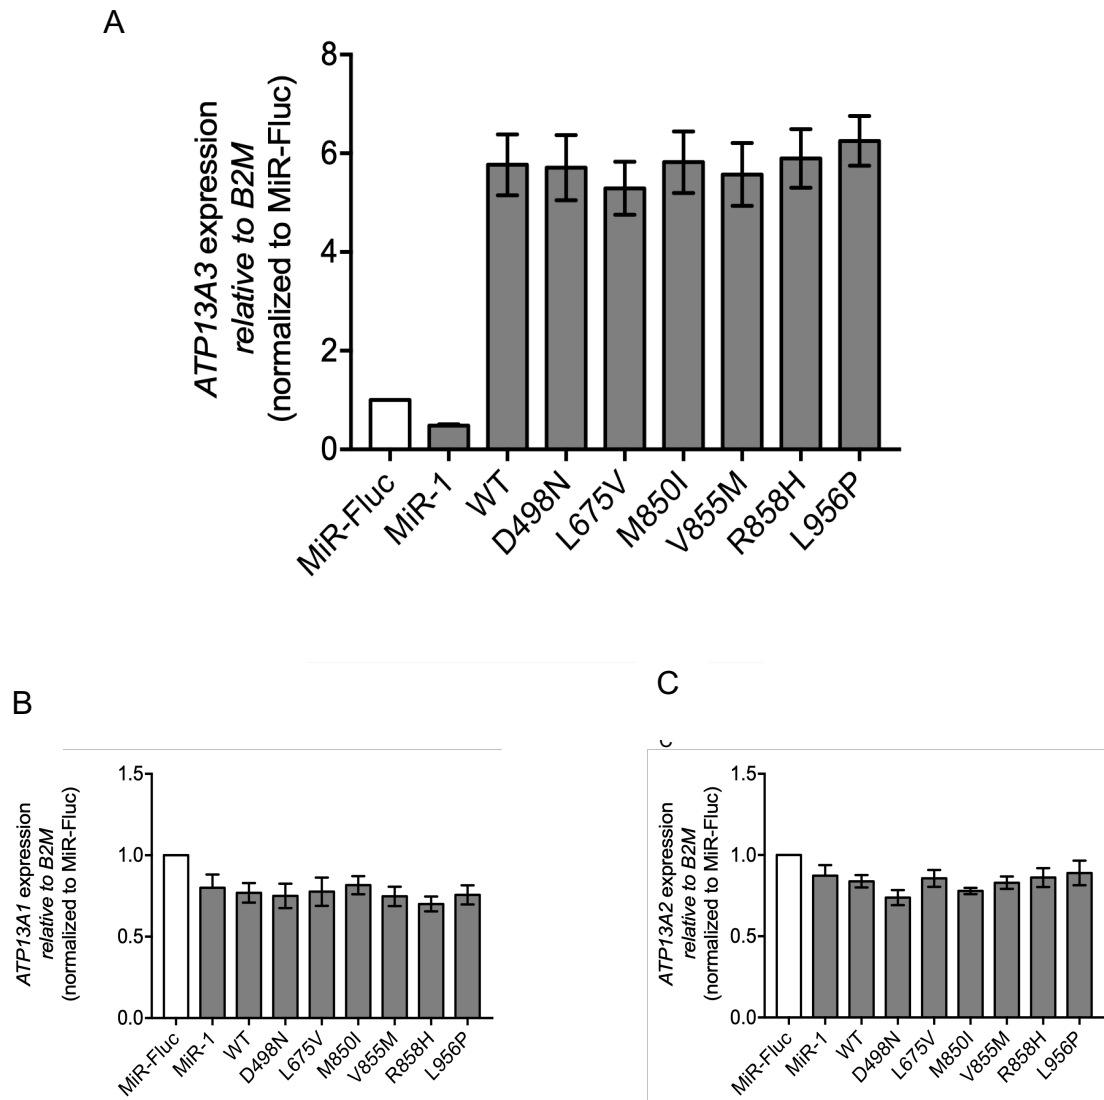 A
ATP13A3 expression
relative to B2M
(normalized to MiR-Fluc)
8
6
4
2
0
MiR-Fluc
MiR-1
WT
D498N
L675V
M850I
V855M
R858H
L956P
B
ATP13A1 expression
relative to B2M
(normalized to MiR-Fluc)
1.5
1.0
0.5
0.0
MiR-Fluc
MiR-1
WT
D498N
L675V
M850I
V855M
R858H
L956P
C
ATP13A2 expression
relative to B2M
(normalized to MiR-Fluc)
1.5
1.0
0.5
0.0
MiR-Fluc
MiR-1
WT
D498N
L675V
M850I
V855M
R858H
L956P